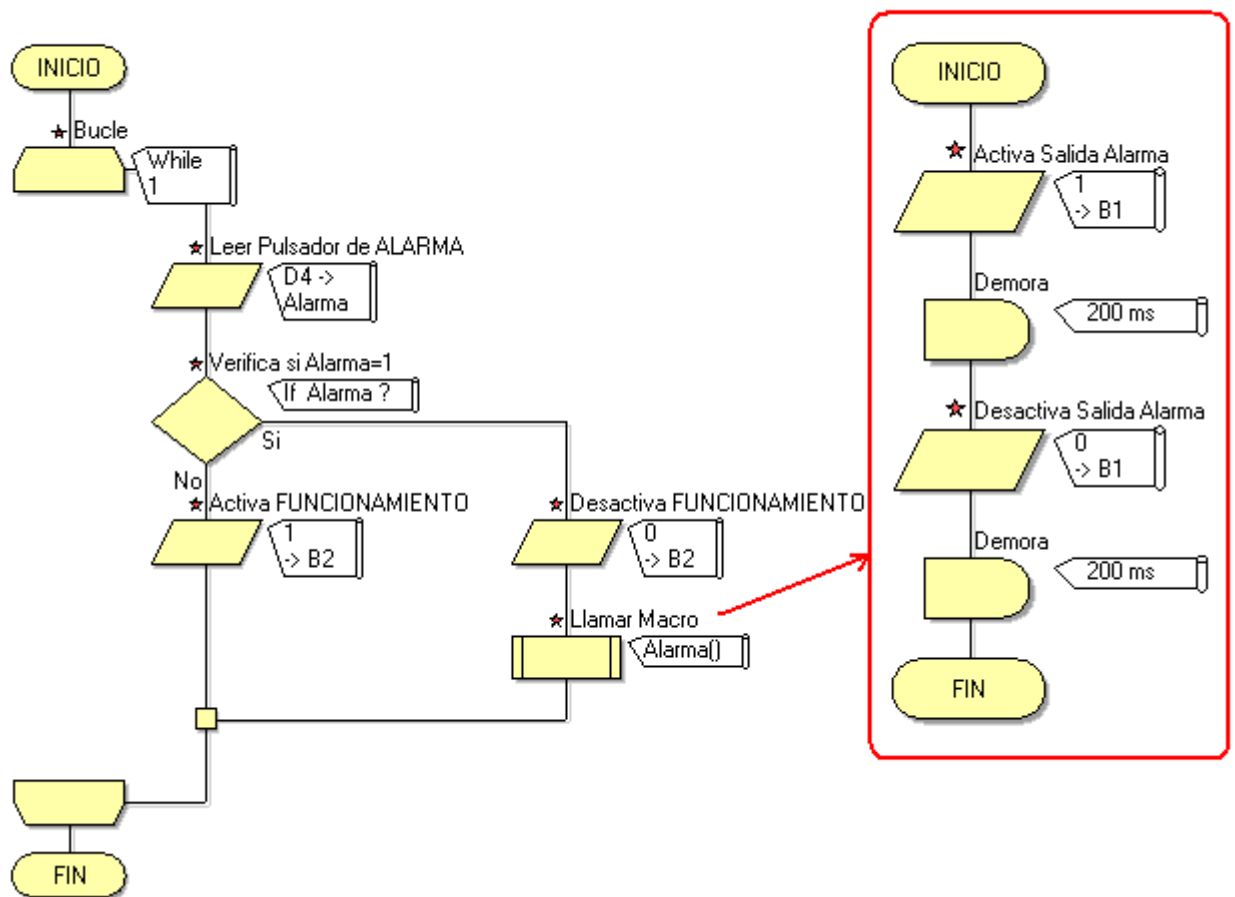 INICIO
Bucle
While
1
Leer Pulsador de ALARMA
D4 ->
Alarma
Verifica si Alarma=1
If Alarma ?
Si
No
Activa FUNCIONAMIENTO
1
-> B2
Desactiva FUNCIONAMIENTO
0
-> B2
Llamar Macro
Alarma()
FIN
INICIO
Activa Salida Alarma
1
-> B1
Demora
200 ms
Desactiva Salida Alarma
0
-> B1
Demora
200 ms
FIN